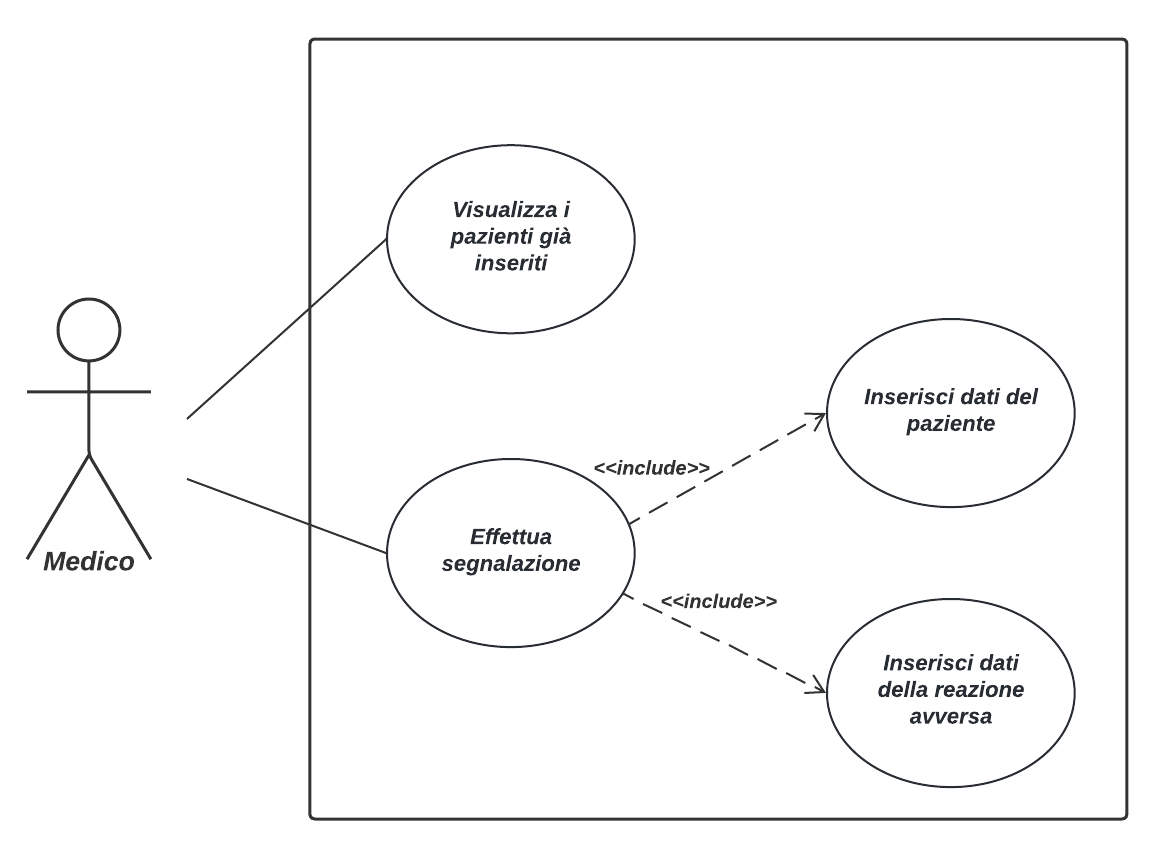 Visualizza i
pazienti già
inseriti
Inserisci dati del
paziente
<<include>>
Effettua
segnalazione
Medico
<<include>>
Inserisci dati
della reazione
avversa